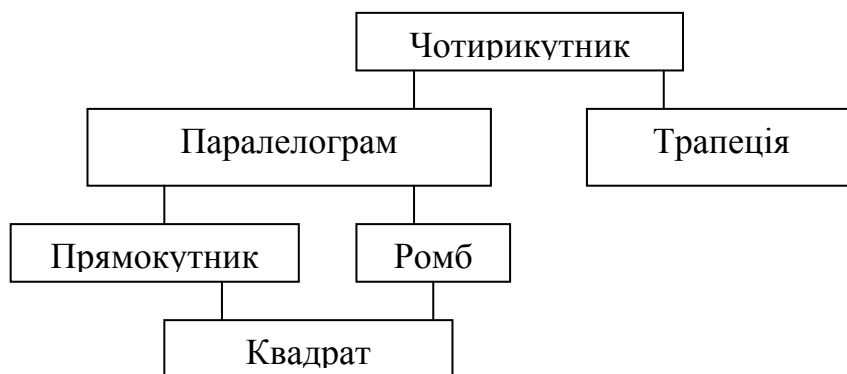 Чотирикутник
Паралелограм
Трапеція
Прямокутник
Ромб
Квадрат